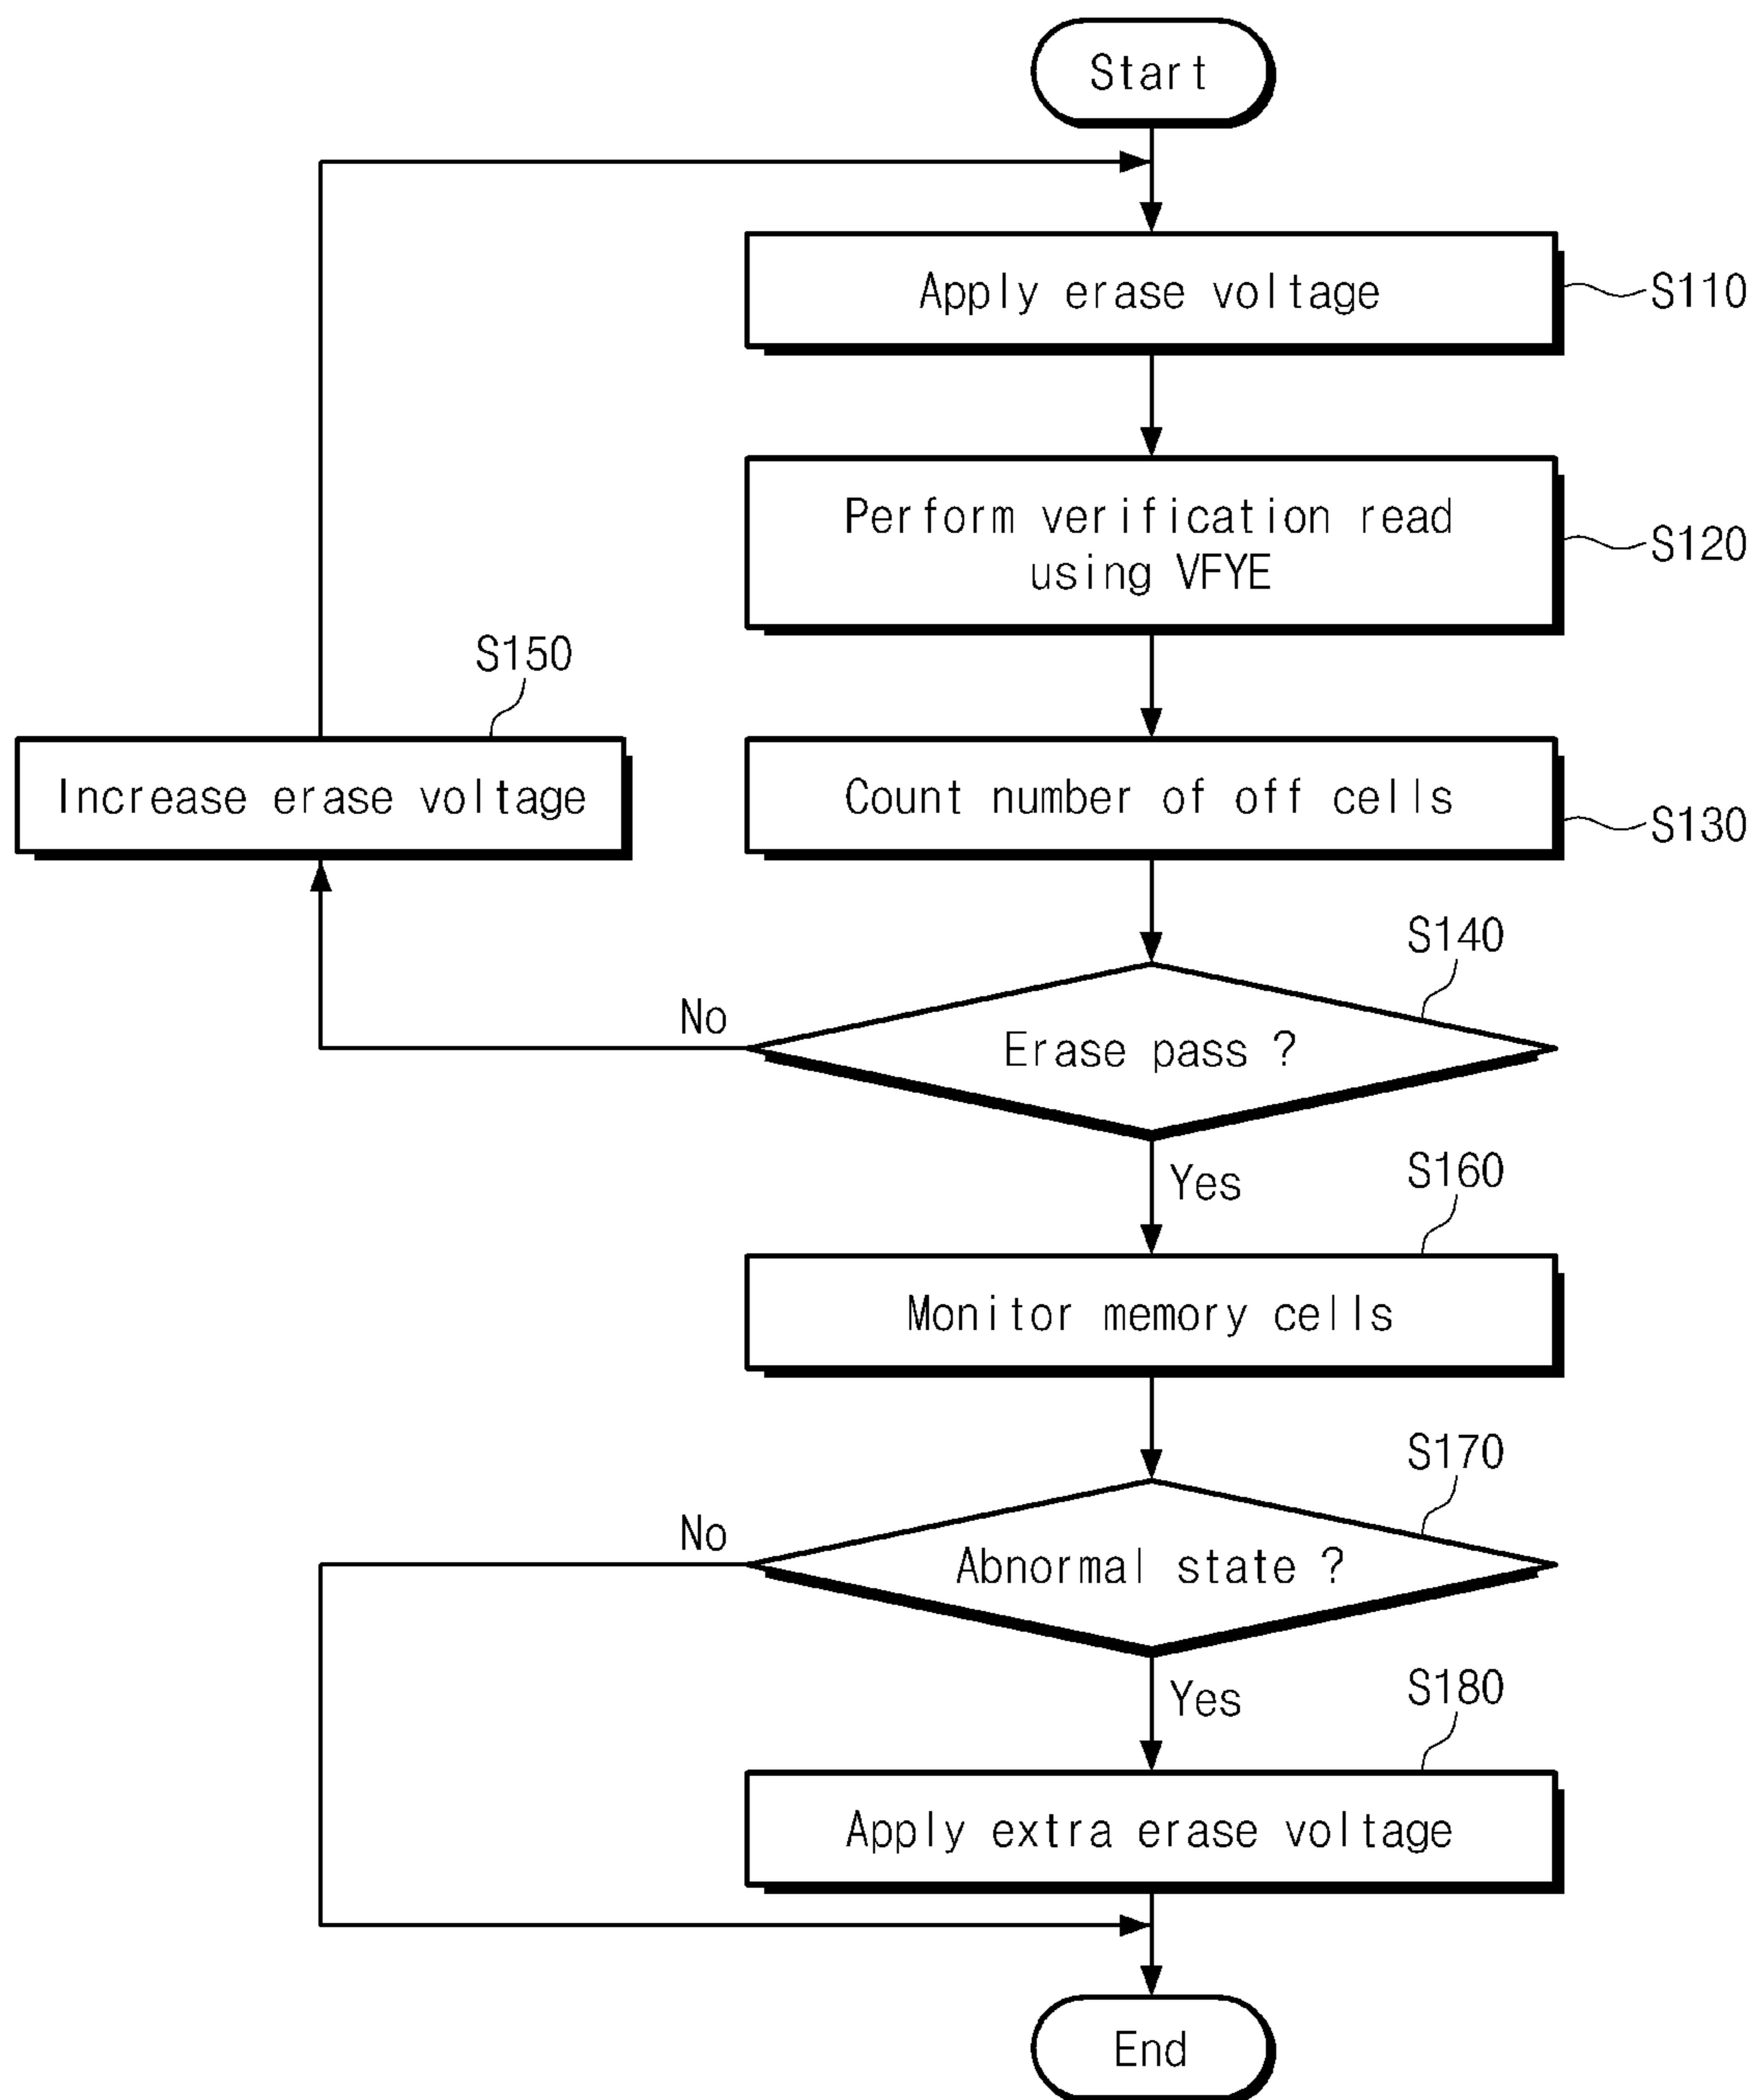 Start
Apply erase voltage
S110
Perform verification read
using VFYE
S120
S150
Increase erase voltage
Count number of off cells
S130
S140
No
Erase pass ?
Yes
S160
Monitor memory cells
S170
No
Abnormal state ?
Yes
S180
Apply extra erase voltage
End